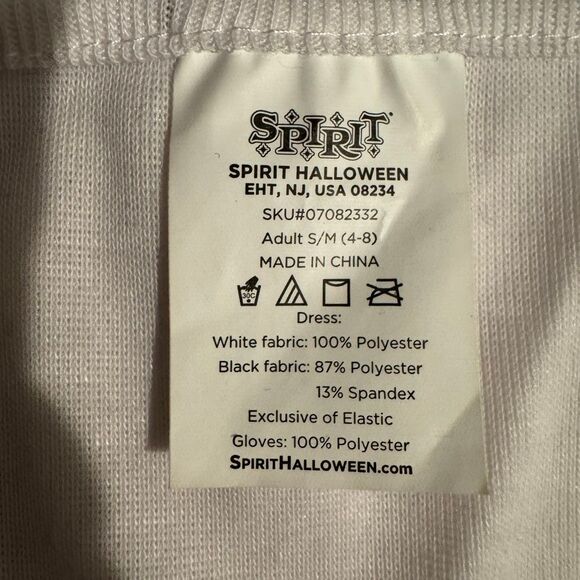 SPIRIT
SPIRIT HALLOWEEN
EHT, NJ, USA 08234
SKU#07082332
Adult S/M (4-8)
MADE IN CHINA
30C
Dress:
White fabric: 100% Polyester
Black fabric: 87% Polyester
13% Spandex
Exclusive of Elastic
Gloves: 100% Polyester
SPIRITHALLOWEEN.com